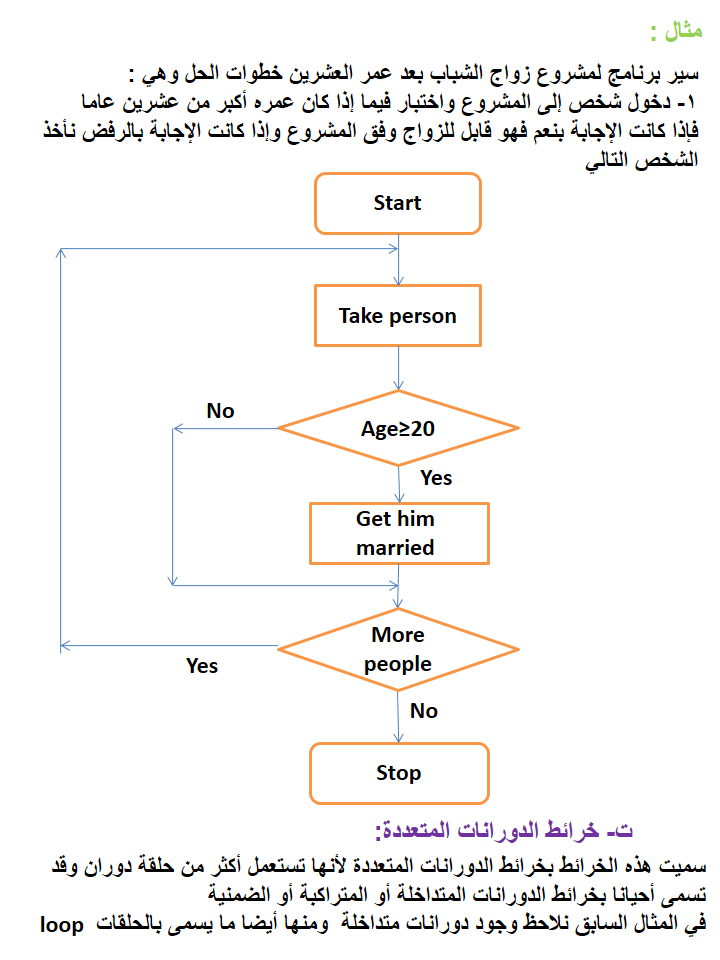 مثال :
سير برنامج لمشروع زواج الشباب بعد عمر العشرين خطوات الحل وهي :
١- دخول شخص إلى المشروع واختبار فيما إذا كان عمره أكبر من عشرين عاما
فإذا كانت الإجابة بنعم فهو قابل للزواج وفق المشروع وإذا كانت الإجابة بالرفض نأخذ
الشخص التالي
Start
Take person
No
Age≥20
Yes
Get him
married
More
people
Yes
No
Stop
ت- خرائط الدورانات المتعددة:
سميت هذه الخرائط بخرائط الدورانات المتعددة لأنها تستعمل أكثر من حلقة دوران وقد
تسمى أحيانا بخرائط الدورانات المتداخلة أو المتراكبة أو الضمنية
في المثال السابق نلاحظ وجود دورانات متداخلة ومنها أيضا ما يسمى بالحلقات loop